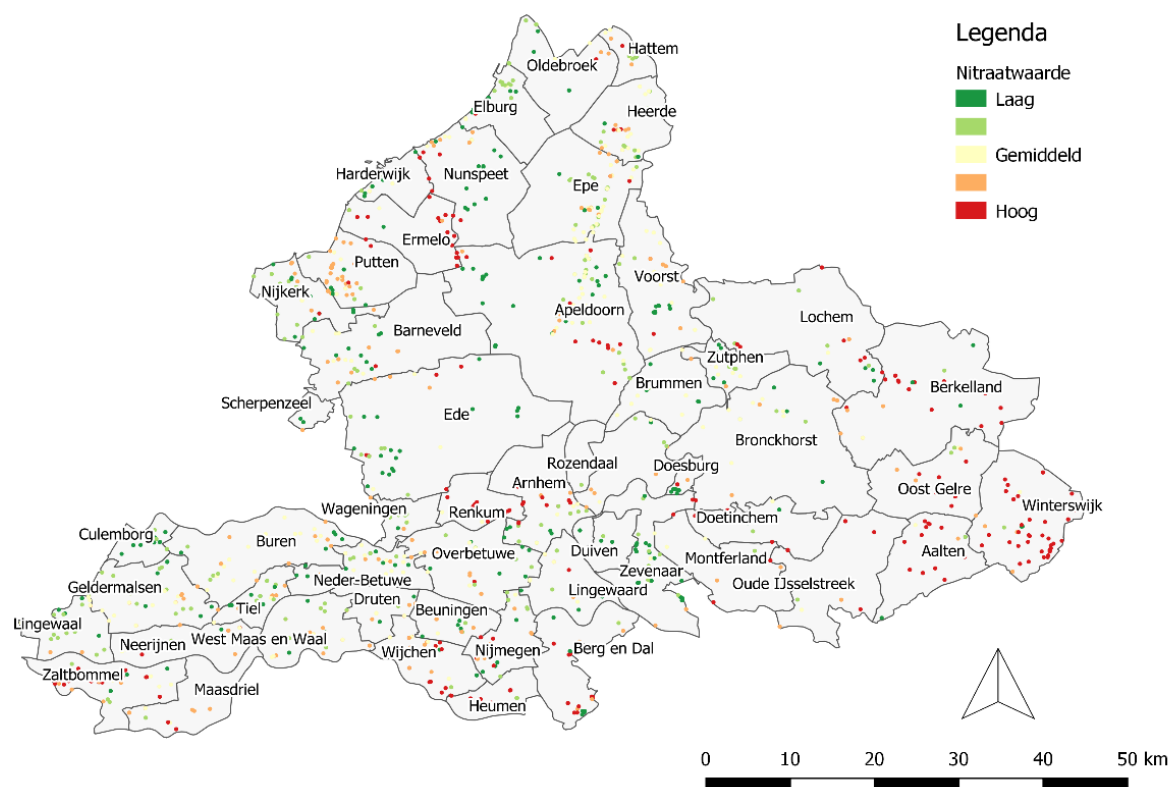 Legenda
Nitraatwaarde
Laag
Gemiddeld
Hoog
Hattem
Oldebroek
Elburg
Heerde
Harderwijk
Nunspeet
Epe
Ermelo
Putten
Nijkerk
Voorst
Apeldoorn
Lochem
Barneveld
Zutphen
Brummen
Berkelland
Scherpenzeel
Ede
Bronckhorst
Rozendaal
Doesburg
Arnhem
Oost Gelre
Winterswijk
Wageningen
Renkum
Doetinchem
Culemborg
Buren
Overbetuwe
Duiven
Montferland
Aalten
Zevenaar
Geldermalsen
Neder-Betuwe
Lingewaard
Oude IJsselstreek
Tiel
Druten
Beuningen
Lingewaal
Neerijnen
West Maas en Waal
Wijchen
Nijmegen
Berg en Dal
Zaltbommel
Maasdriel
Heumen
0 10 20 30 40 50 km